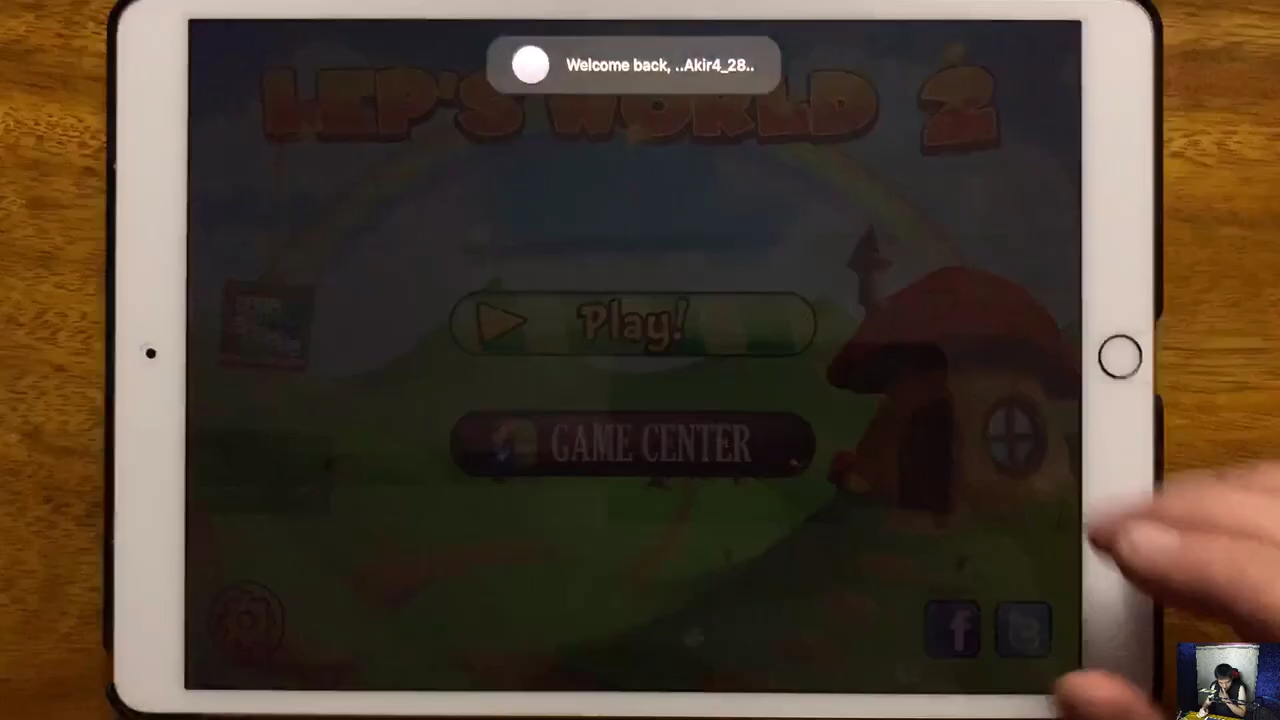 Welcome back, ..Akir4_28..
LEP'S WORLD 2
Play!
GAME CENTER
f